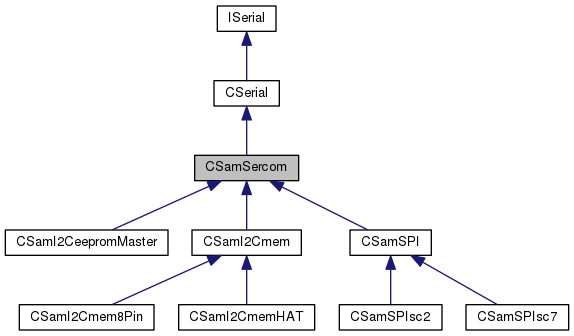 ISerial
CSerial
CSamSercom
CSamI2CeepromMaster
CSamI2Cmem
CSamSPI
CSamI2Cmem8Pin
CSamI2CmemHAT
CSamSPIsc2
CSamSPIsc7